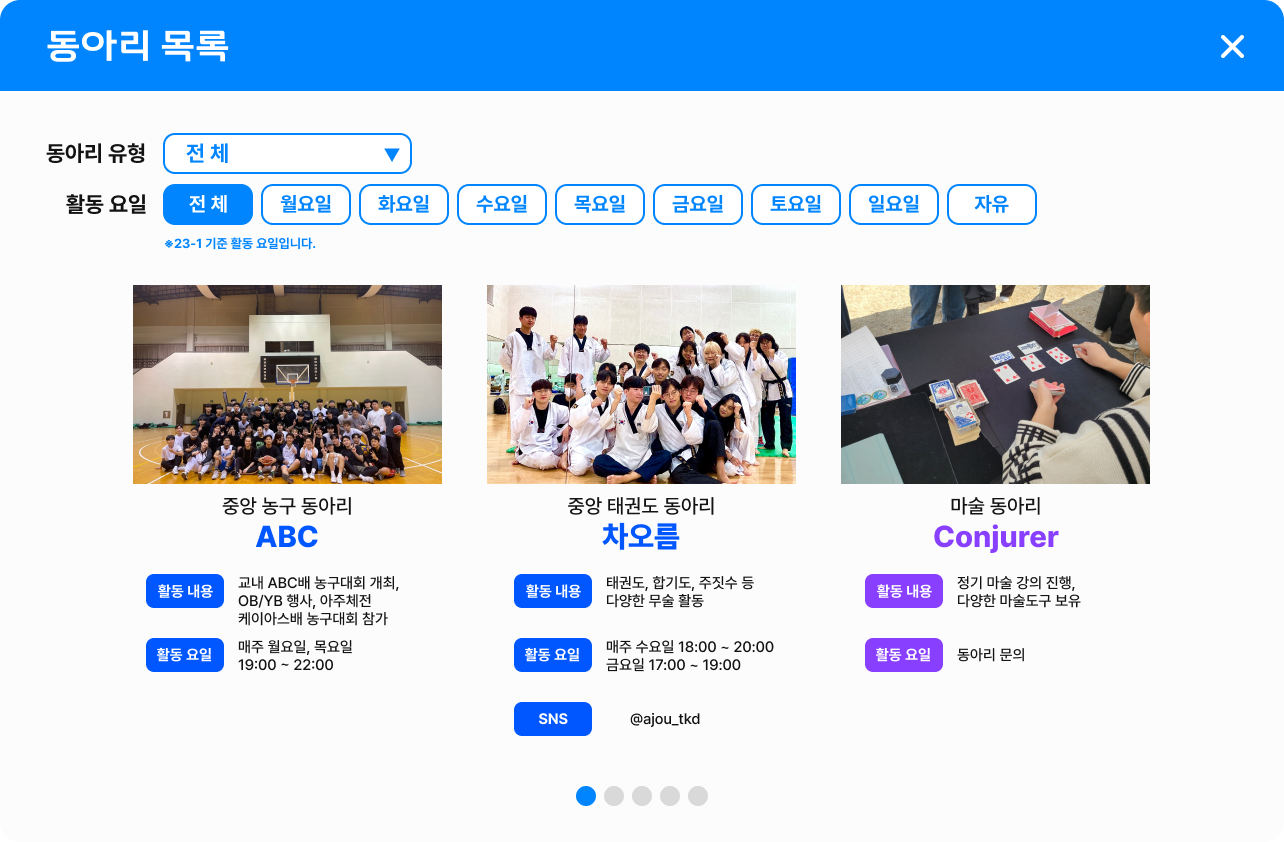 동아리 목록
동아리 유형
전 체
활동 요일
전 체
월요일
화요일
수요일
목요일
금요일
토요일
일요일
자유
※23-1 기준 활동 요일입니다.
중앙 농구 동아리
ABC
활동 내용
교내 ABC배 농구대회 개최,
OB/YB 행사, 아주체전
케이아스배 농구대회 참가
활동 요일
매주 월요일, 목요일
19:00 ~ 22:00
중앙 태권도 동아리
차오름
활동 내용
태권도, 합기도, 주짓수 등
다양한 무술 활동
활동 요일
매주 수요일 18:00 ~ 20:00
금요일 17:00 ~ 19:00
SNS
@ajou_tkd
마술 동아리
Conjurer
활동 내용
정기 마술 강의 진행,
다양한 마술도구 보유
활동 요일
동아리 문의